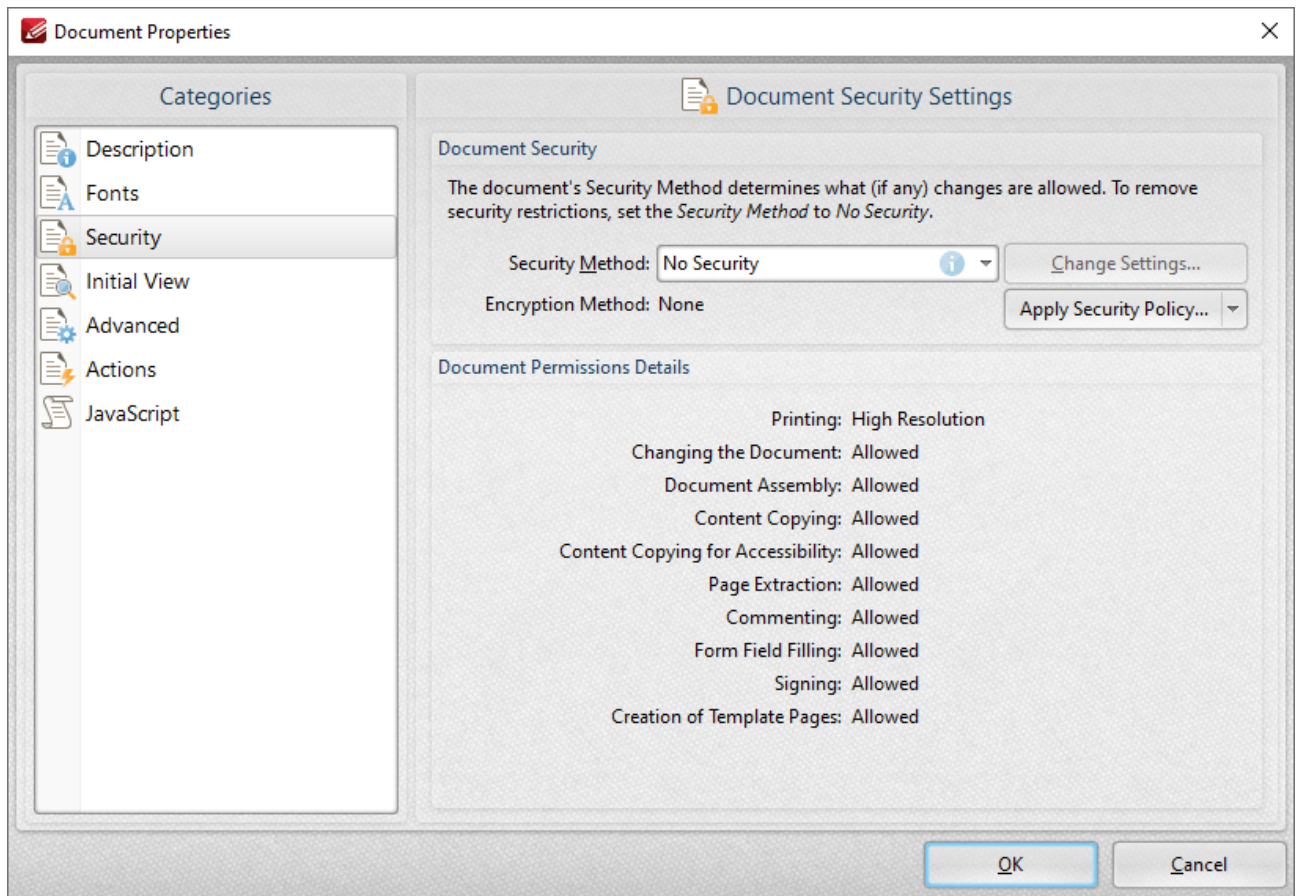 Document Properties
Categories
Description
Fonts
Security
Initial View
Advanced
Actions
JavaScript
Document Security Settings
Document Security
The document's Security Method determines what (if any) changes are allowed. To remove
security restrictions, set the Security Method to No Security.
Security Method: No Security
Change Settings...
Encryption Method: None
Apply Security Policy...
Document Permissions Details
Printing: High Resolution
Changing the Document: Allowed
Document Assembly: Allowed
Content Copying: Allowed
Content Copying for Accessibility: Allowed
Page Extraction: Allowed
Commenting: Allowed
Form Field Filling: Allowed
Signing: Allowed
Creation of Template Pages: Allowed
OK
Cancel